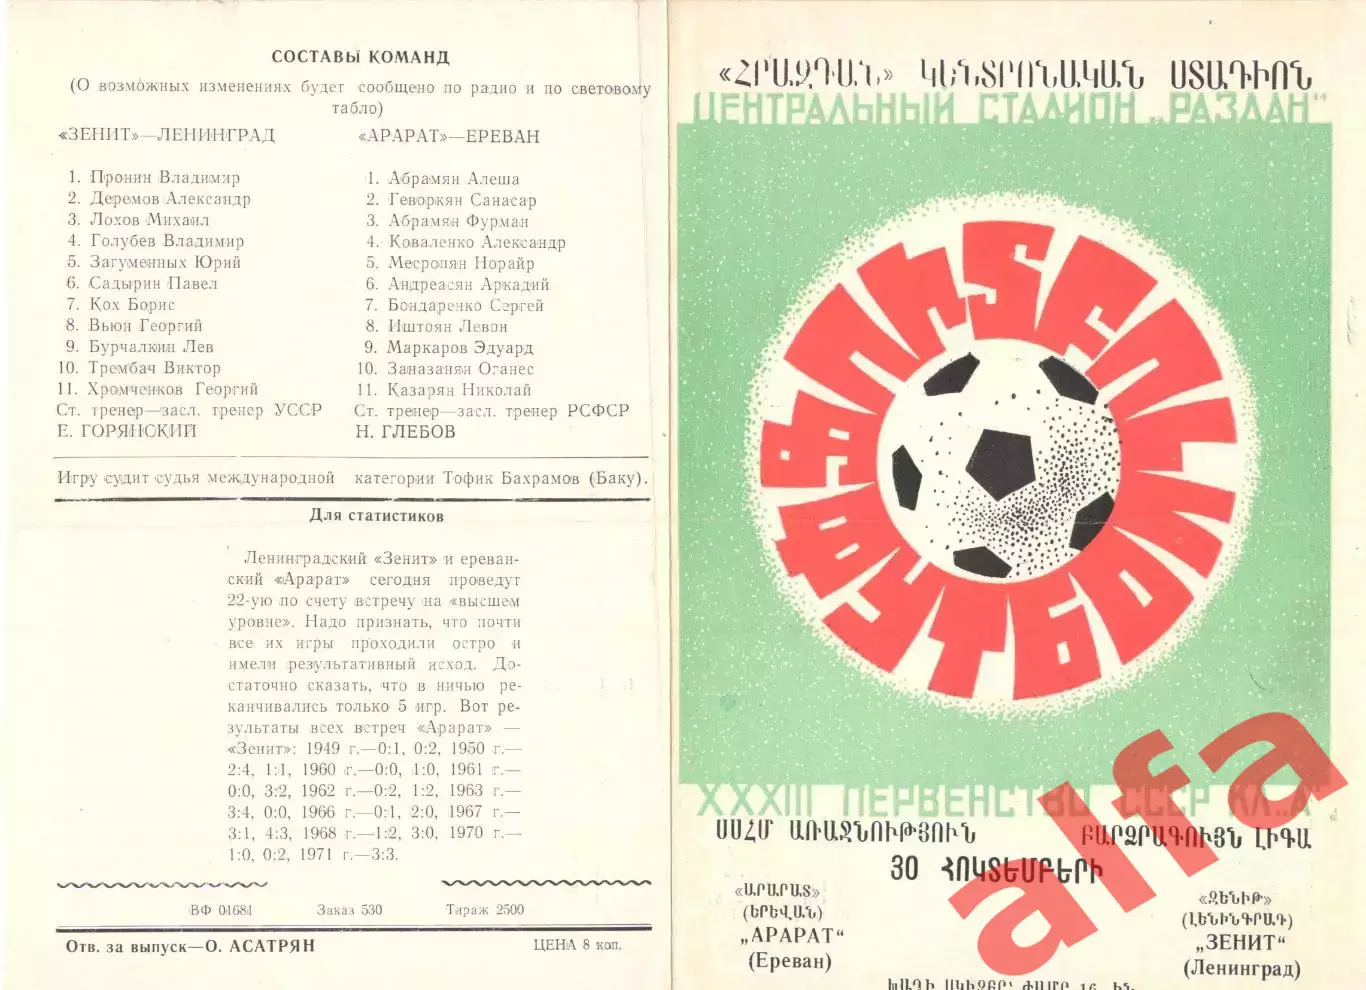 СОСТАВЫ КОМАНД
(О возможных изменениях будет сообщено по радио и по световому
табло)
«ЗЕНИТ»—ЛЕНИНГРАД
1. Пронин Владимир
2. Деремов Александр
3. Лохов Михаил
4. Голубев Владимир
5. Загуменных Юрий
6. Садырин Павел
7. Кох Борис
8. Вьюн Георгий
9. Бурчалкин Лев
10. Трембач Виктор
11. Хромченков Георгий
Ст. тренер—засл. тренер УССР
Е. ГОРЯНСКИЙ
«АРАРАТ»—ЕРЕВАН
1. Абрамян Алеша
2. Геворкян Санасар
3. Абрамян Фурман
4. Коваленко Александр
5. Месропян Норайр
6. Андреасян Аркадий
7. Бондаренко Сергей
8. Иштоян Левон
9. Маркаров Эдуард
10. Заназанян Оганес
11. Казарян Николай
Ст. тренер—засл. тренер РСФСР
Н. ГЛЕБОВ
Игру судит судья международной категории Тофик Бахрамов (Баку).
Для статистиков
Ленинградский «Зенит» и ереван-
ский «Арарат» сегодня проведут
22-ую по счету встречу на «высшем
уровне». Надо признать, что почти
все их игры проходили остро и
имели результативный исход. До-
статочно сказать, что в ничью ре-
канчивались только 5 игр. Вот ре-
зультаты всех встреч «Арарат» —
«Зенит»: 1949 г.—0:1, 0:2, 1950 —
2:4, 1:1, 1960 г.—0:0, 1:0, 1961 г.—
0:0, 3:2, 1962 г.—0:2, 1:2, 1963 г.—
3:4, 0:0, 1966 г.—0:1, 2:0, 1967 г.—
3:1, 4:3, 1968 г.—1:2, 3:0, 1970 г.—
1:0, 0:2, 1971 г.—3:3.
ВФ 01681 Заказ 530 Тираж 2500
Отв. за выпуск—О. АСАТРЯН ЦЕНА 8 коп.
«ՀՐԱԶԴԱՆ» ԿԵՆՏՐՈՆԱԿԱՆ ՍՏԱԴԻՈՆ
ЦЕНТРАЛЬНЫЙ СТАДИОН „РАЗДАН"
ՖՈՒՏԲՈԼ
ФУТБОЛ
XXXIII ПЕРВЕНСТВО СССР КЛ. „А"
ՍՍՀՄ ԱՌԱՋՆՈՒԹՅՈՒՆ ԲԱՐՁՐԱԳՈՒՅՆ ԼԻԳԱ
30 ՀՈԿՏԵՄԲԵՐԻ
«ԱՐԱՐԱՏ»
(ԵՐԵՎԱՆ)
„АРАРАТ"
(Ереван)
«ԶԵՆԻԹ»
(ԼԵՆԻՆԳՐԱԴ)
„ЗЕНИТ"
(Ленинград)
ԽԱՂԻ ՍԿԻԶԲԸ՝ ԺԱՄԸ 16-ԻՆ
alfa